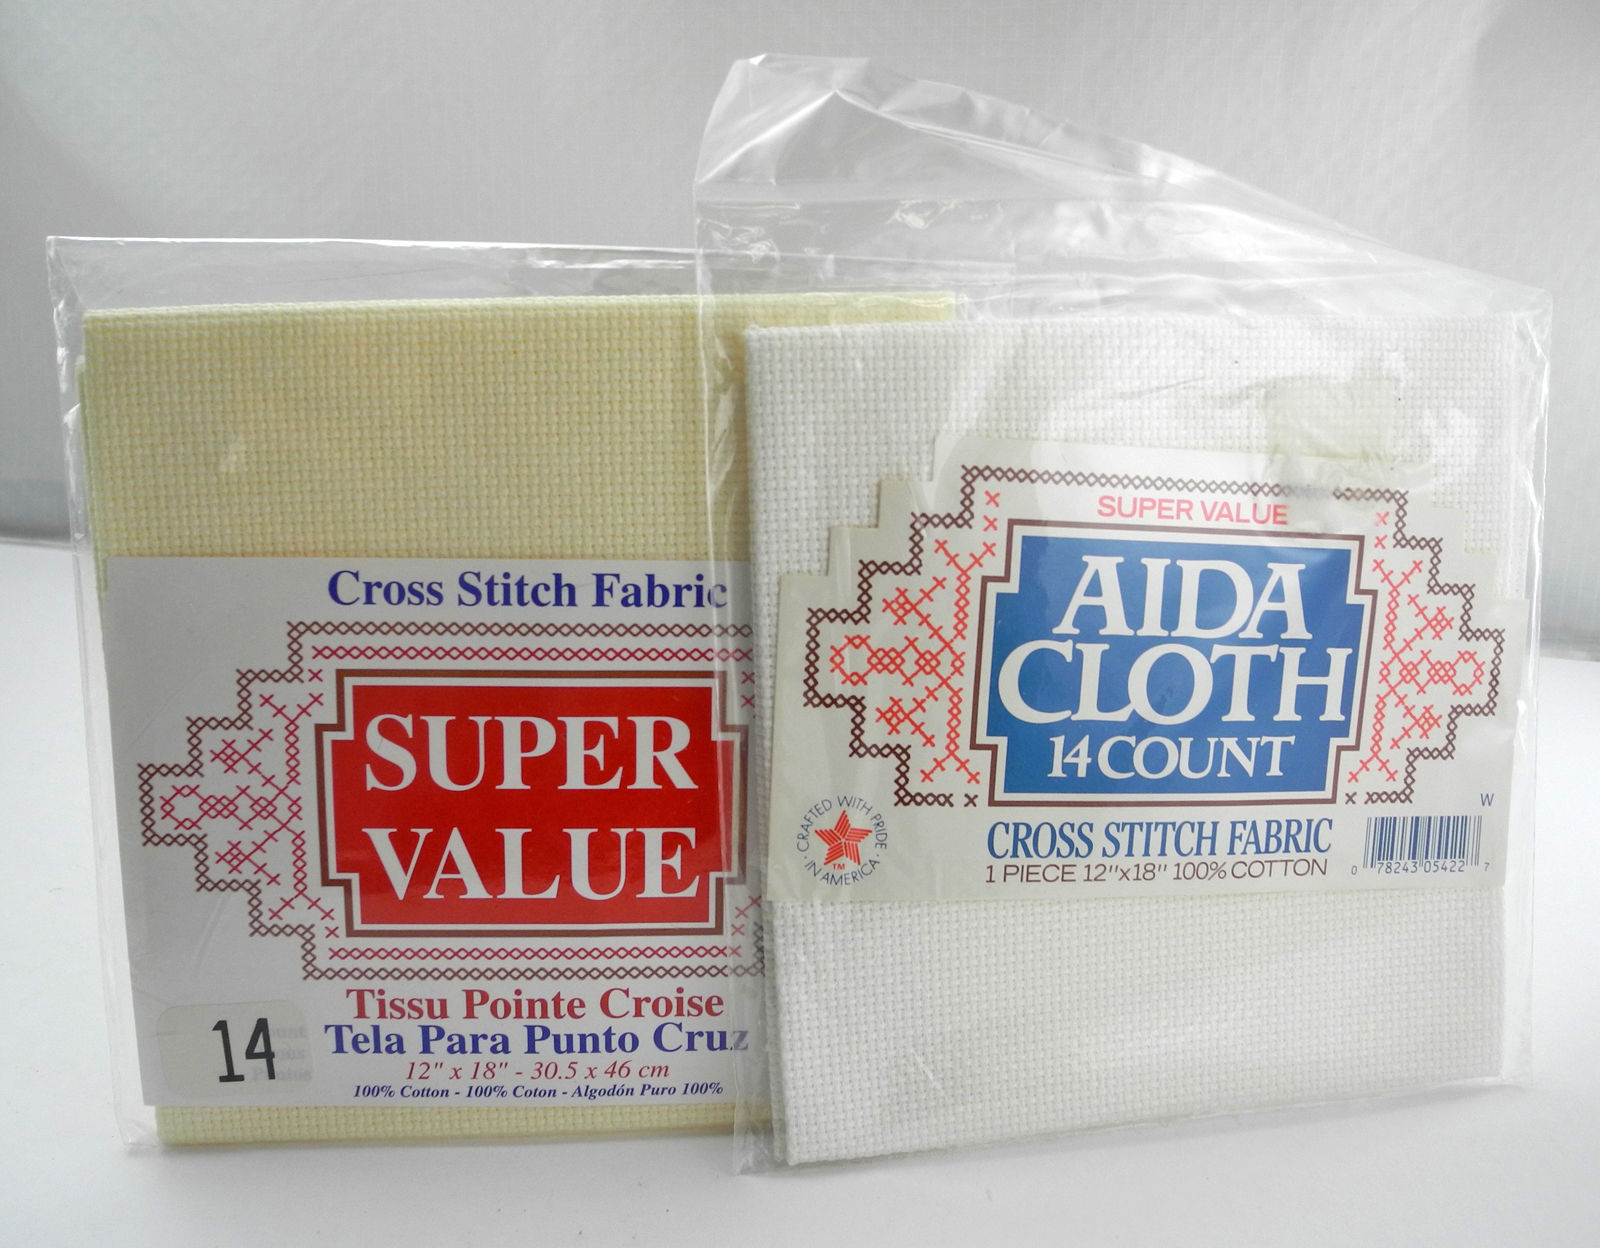 Cross Stitch Fabric
SUPER
VALUE
Tissu Pointe Croise
Tela Para Punto Cruz
12" x 18" - 30.5 x 46 cm
100% Cotton - 100% Coton - Algodón Puro 100%
14
SUPER VALUE
AIDA
CLOTH
14 COUNT
W
CRAFTED WITH PRIDE IN AMERICA
TM
CROSS STITCH FABRIC
1 PIECE 12"x18" 100% COTTON
0 78243 05422 7